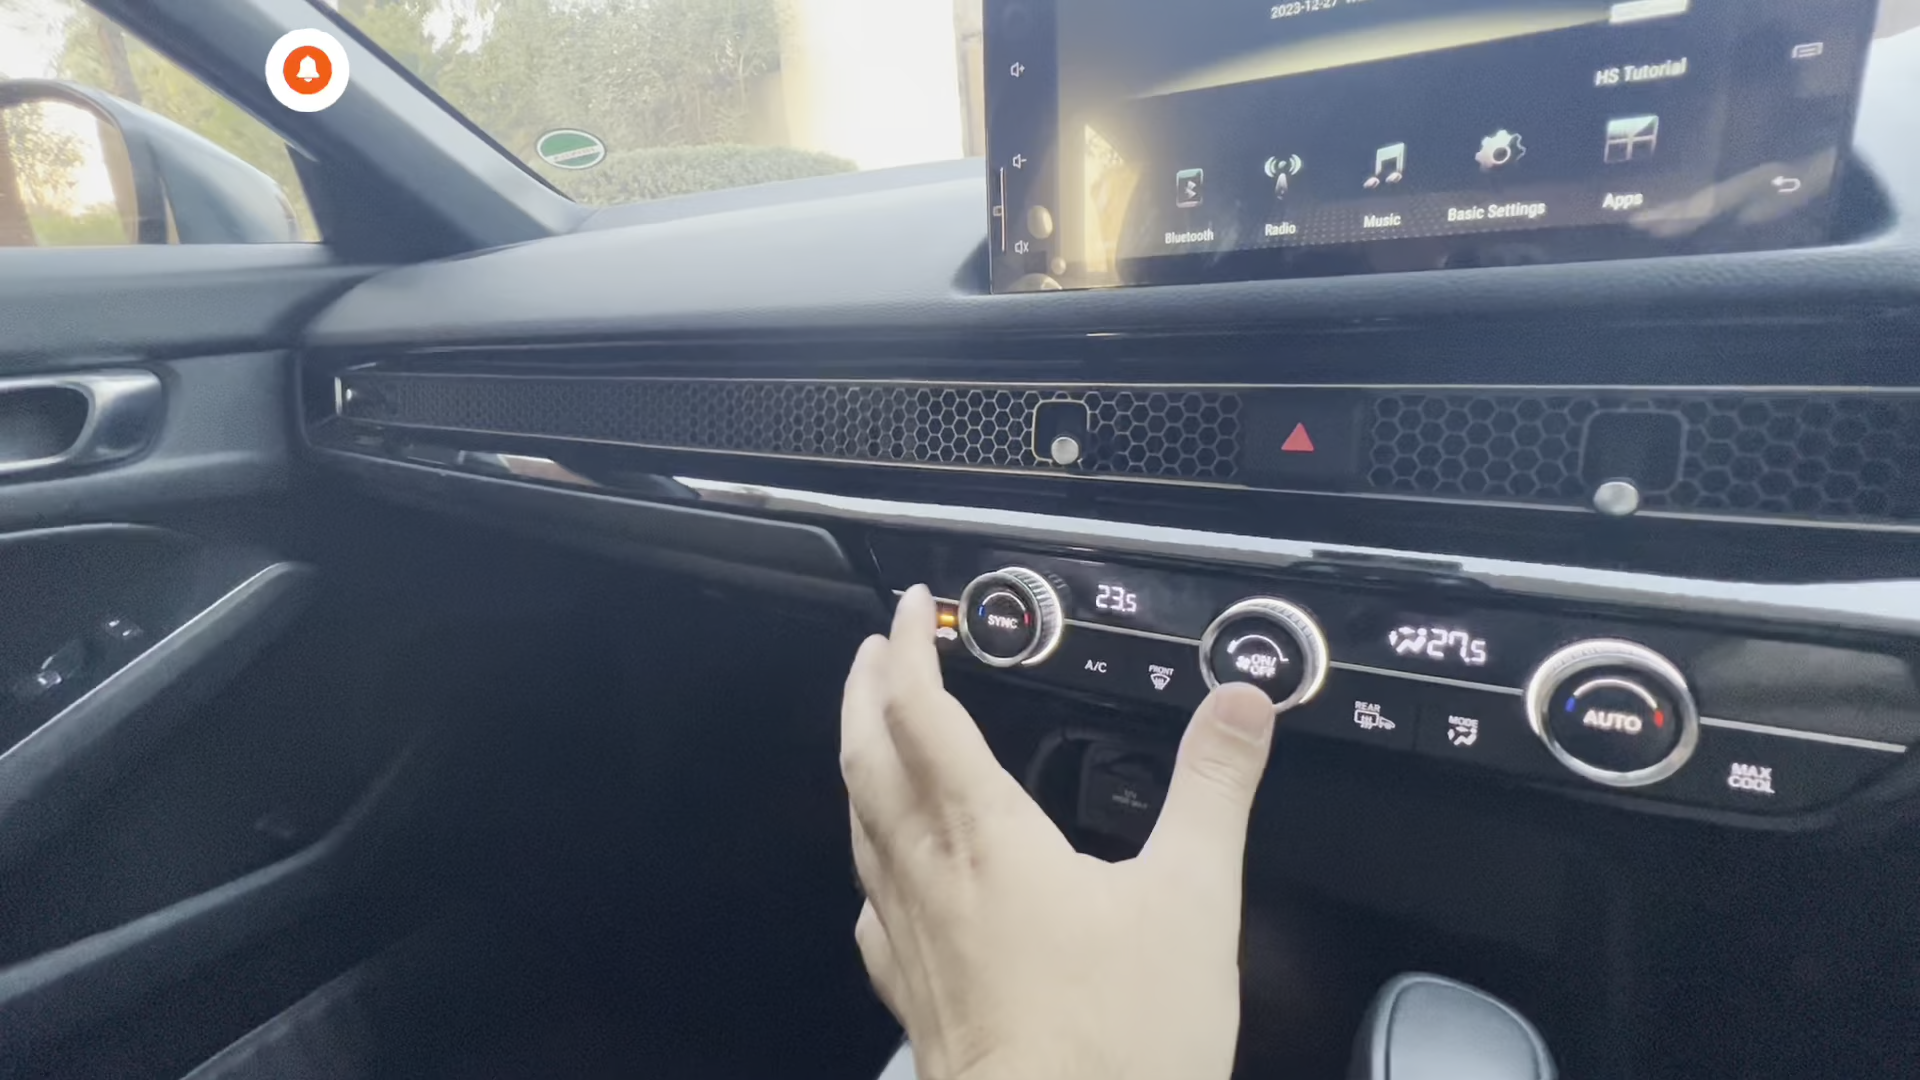 2023-12-27
HS Tutorial
Bluetooth
Radio
Music
Basic Settings
Apps
SYNC
23.5
A/C
FRONT
ON/
OFF
27.5
REAR
MODE
AUTO
MAX
COOL